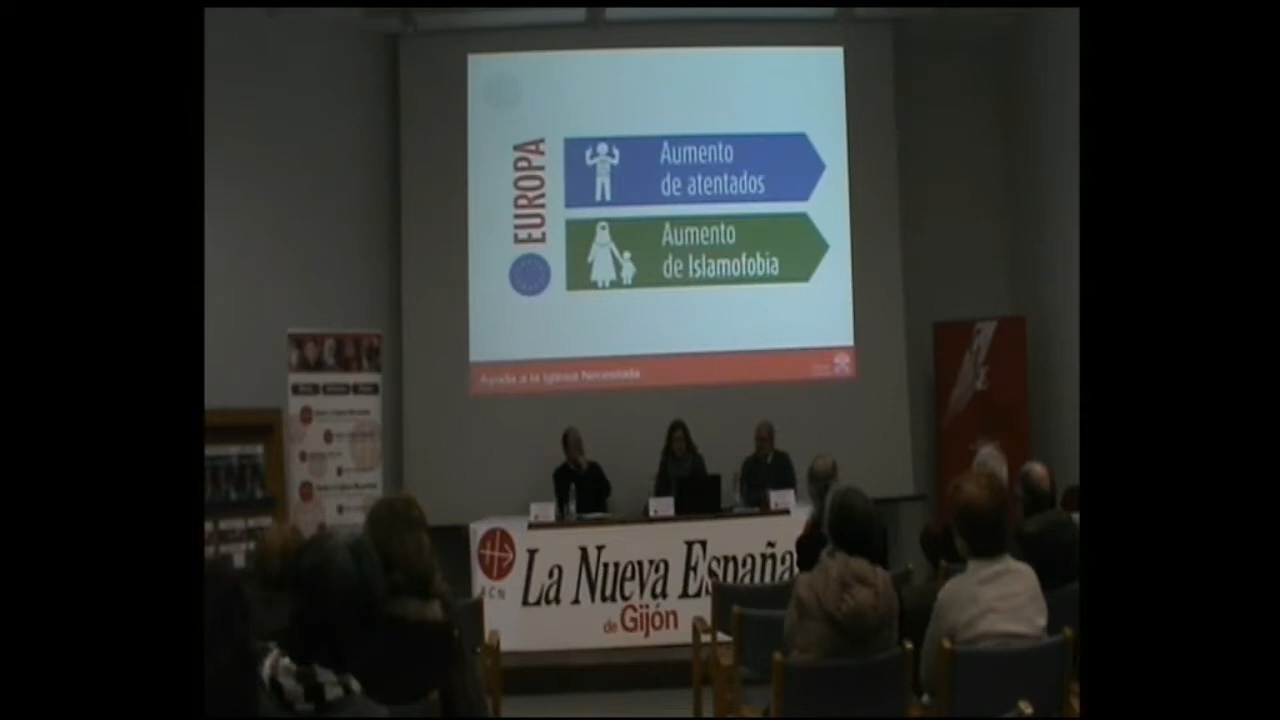 EUROPA
Aumento
de atentados
Aumento
de Islamofobia
Ayuda a la Iglesia Necesitada
ACN
La Nueva España
de Gijón